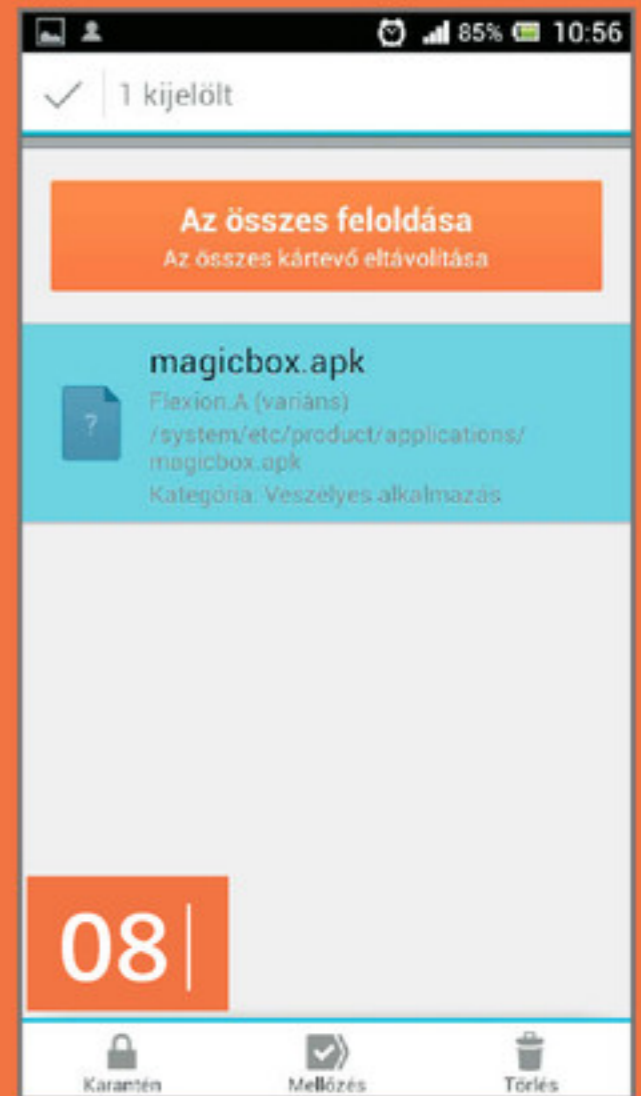 85% 10:56
1 kijelölt
Az összes feloldása
Az összes kártevő eltávolítása
magicbox.apk
?
Flexion.A (variáns)
/system/etc/product/applications/
magicbox.apk
Kategória: Veszélyes alkalmazás
08
Karantén Mellőzés Törlés